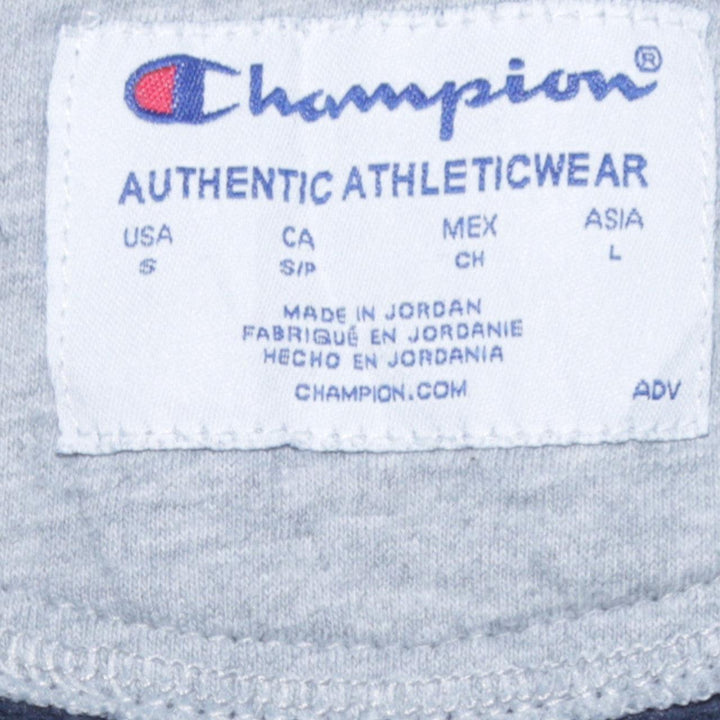 Champion®
AUTHENTIC ATHLETICWEAR
USA CA MEX ASIA
S S/P CH L
MADE IN JORDAN
FABRIQUÉ EN JORDANIE
HECHO EN JORDANIA
CHAMPION.COM ADV